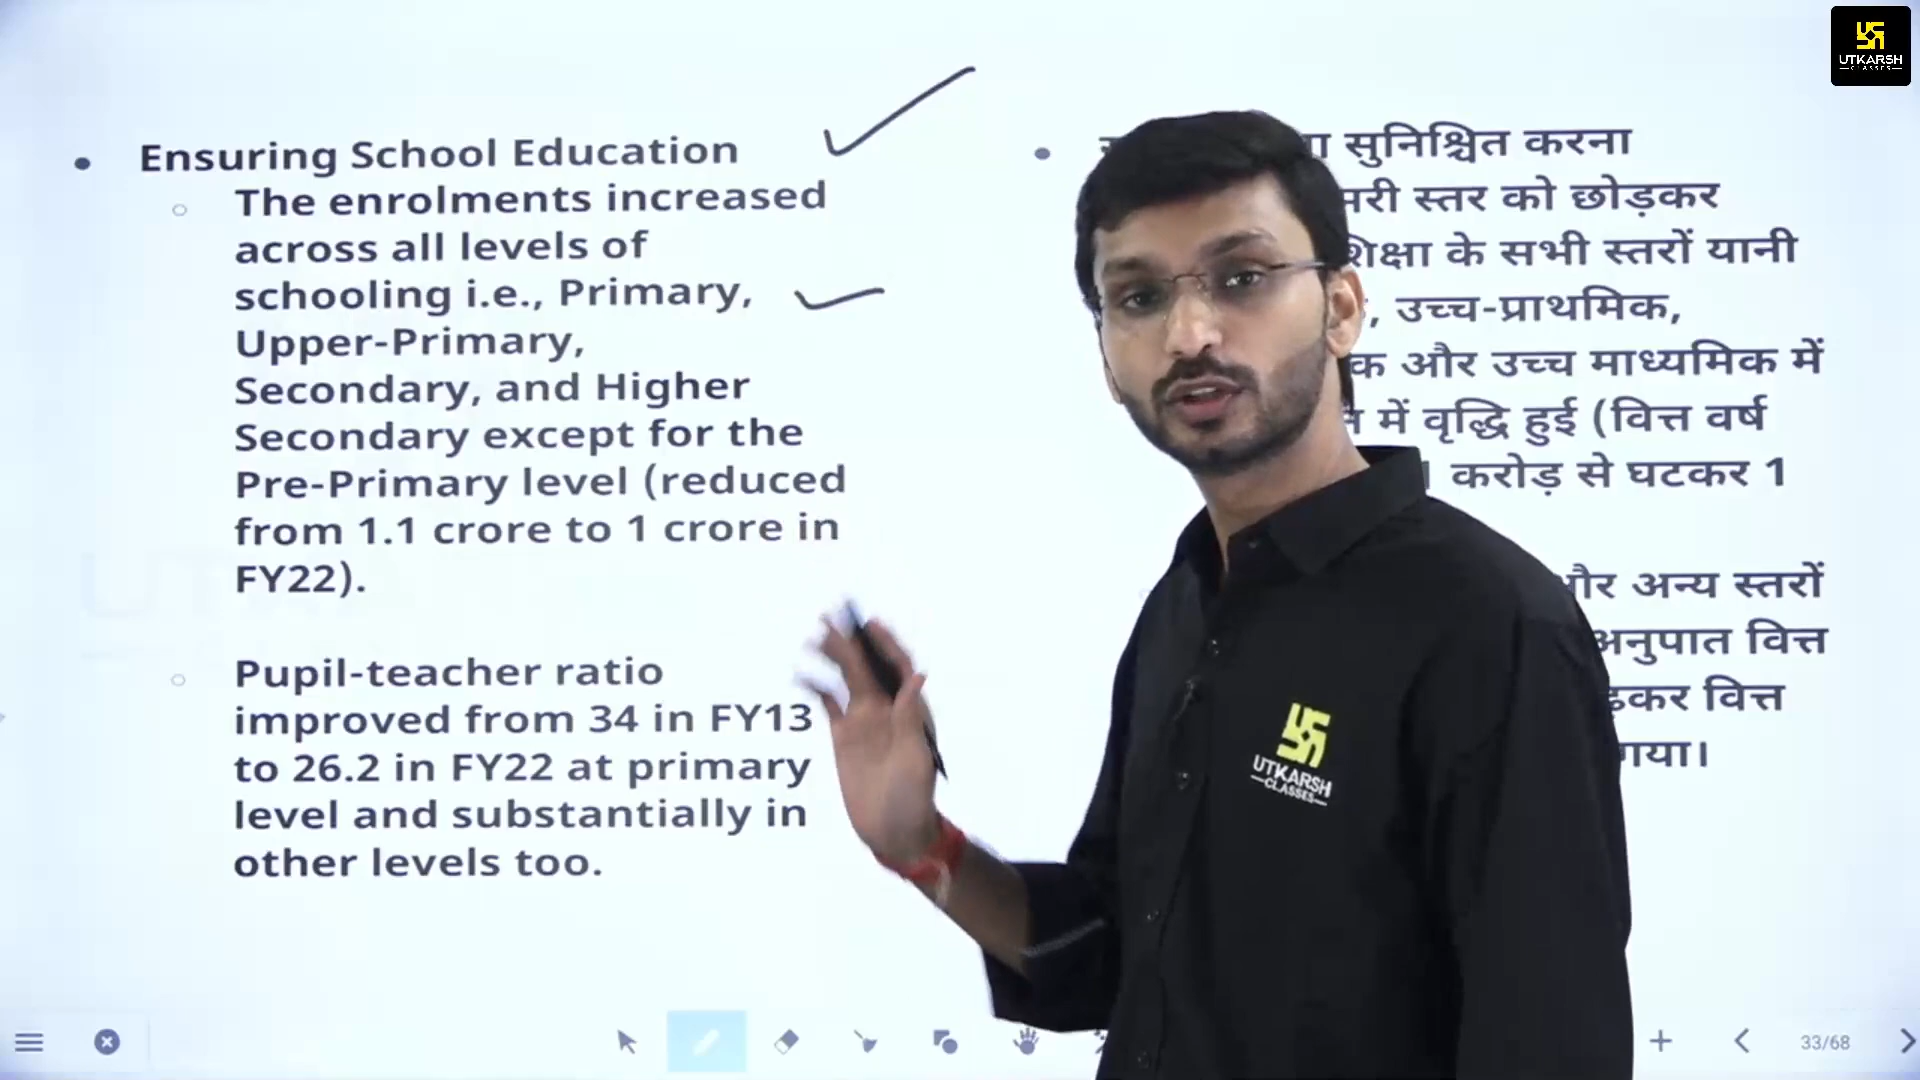 UTKARSH
CLASSES
Ensuring School Education
The enrolments increased
across all levels of
schooling i.e., Primary,
Upper-Primary,
Secondary, and Higher
Secondary except for the
Pre-Primary level (reduced
from 1.1 crore to 1 crore in
FY22).
Pupil-teacher ratio
improved from 34 in FY13
to 26.2 in FY22 at primary
level and substantially in
other levels too.
सुनिश्चित करना
स्तर को छोड़कर
के सभी स्तरों यानी
, उच्च-प्राथमिक,
और उच्च माध्यमिक में
में वृद्धि हुई (वित्त वर्ष
करोड़ से घटकर 1
अन्य स्तरों
अनुपात वित्त
वित्त
UTKARSH
CLASSES
33/68